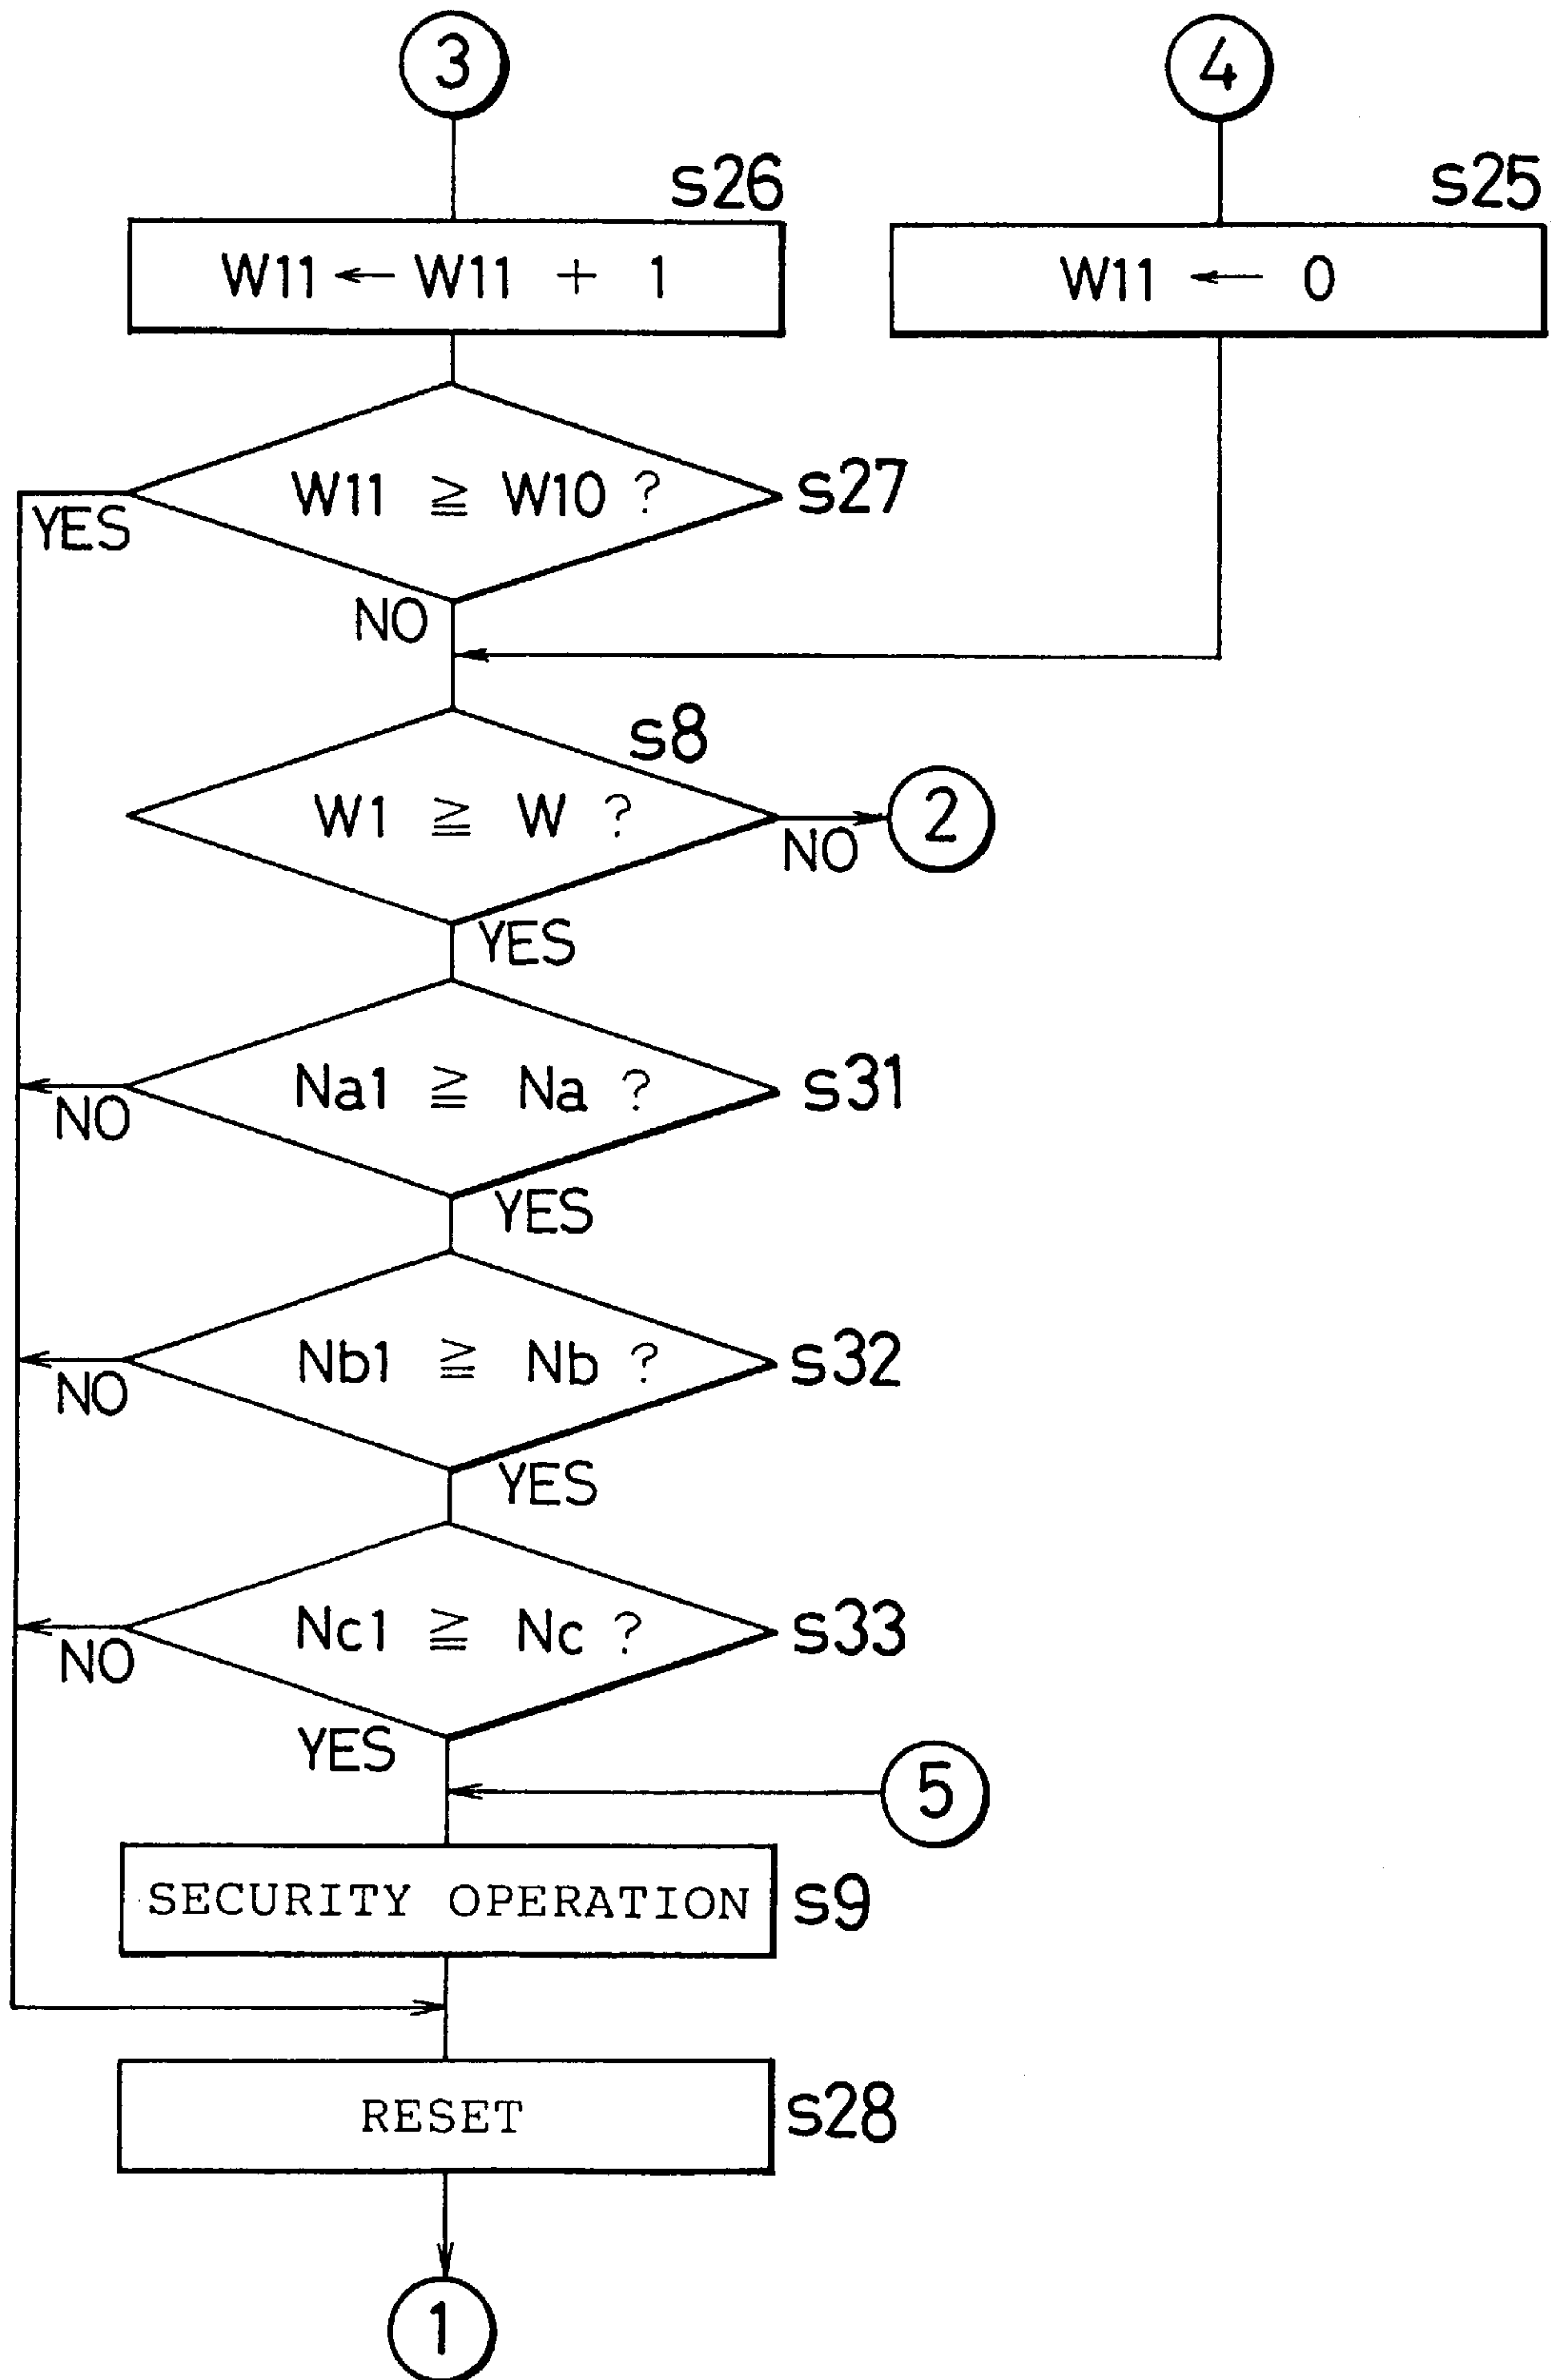 3
4
s26
s25
W11 ← W11 + 1
W11 ← 0
W11 ≧ W10 ?
s27
YES
NO
s8
W1 ≧ W ?
2
NO
YES
Na1 ≧ Na ?
s31
NO
YES
Nb1 ≧ Nb ?
s32
NO
YES
Nc1 ≧ Nc ?
s33
NO
YES
5
SECURITY OPERATION
s9
RESET
s28
1